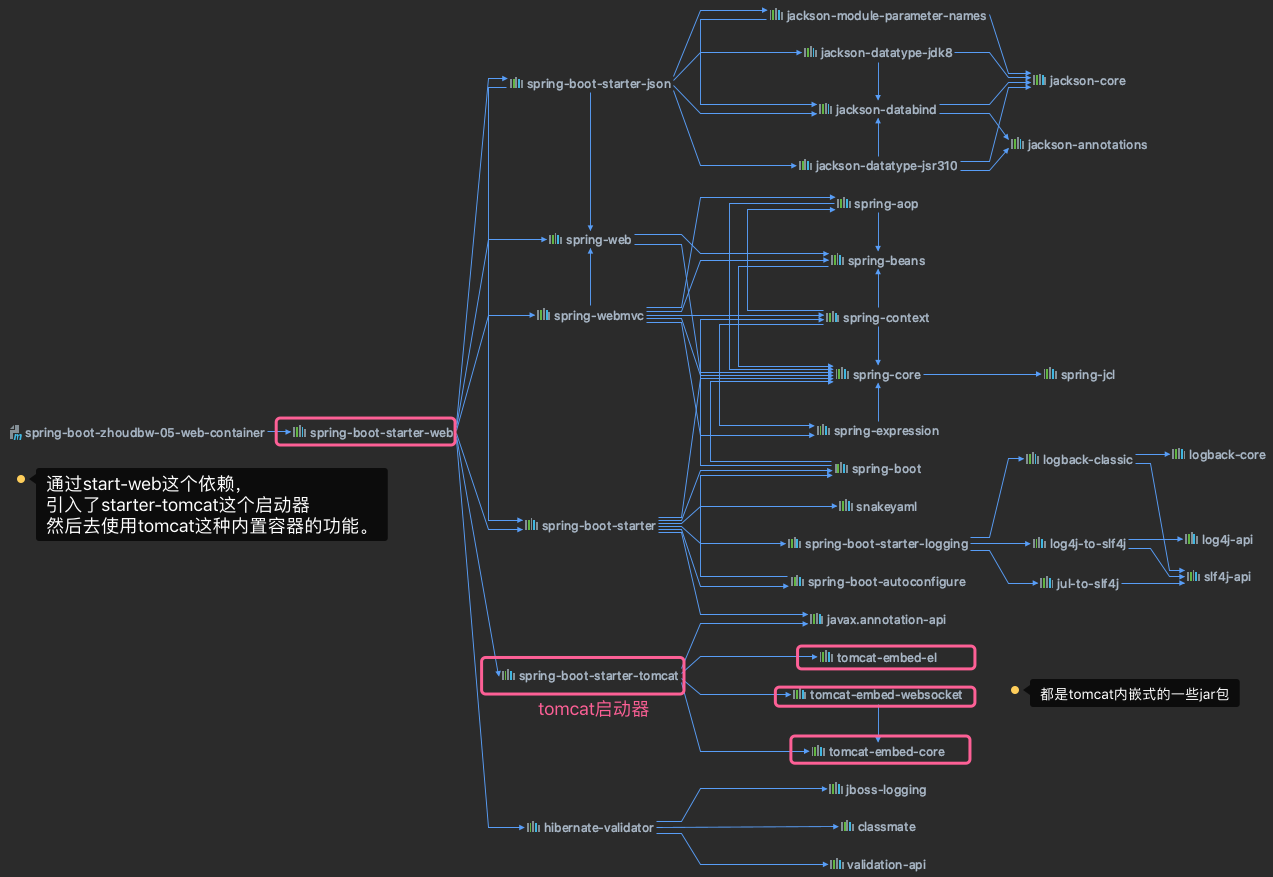 jackson-module-parameter-names
jackson-datatype-jdk8
spring-boot-starter-json
jackson-core
jackson-databind
jackson-annotations
jackson-datatype-jsr310
spring-aop
spring-web
spring-beans
spring-webmvc
spring-context
spring-core
spring-jcl
spring-boot-zhoudbw-05-web-container
spring-boot-starter-web
spring-expression
logback-core
logback-classic
spring-boot
通过start-web这个依赖，
引入了starter-tomcat这个启动器
然后去使用tomcat这种内置容器的功能。
snakeyaml
spring-boot-starter
spring-boot-starter-logging
log4j-to-slf4j
log4j-api
spring-boot-autoconfigure
jul-to-slf4j
slf4j-api
javax.annotation-api
tomcat-embed-el
spring-boot-starter-tomcat
tomcat-embed-websocket
都是tomcat内嵌式的一些jar包
tomcat启动器
tomcat-embed-core
jboss-logging
hibernate-validator
classmate
validation-api